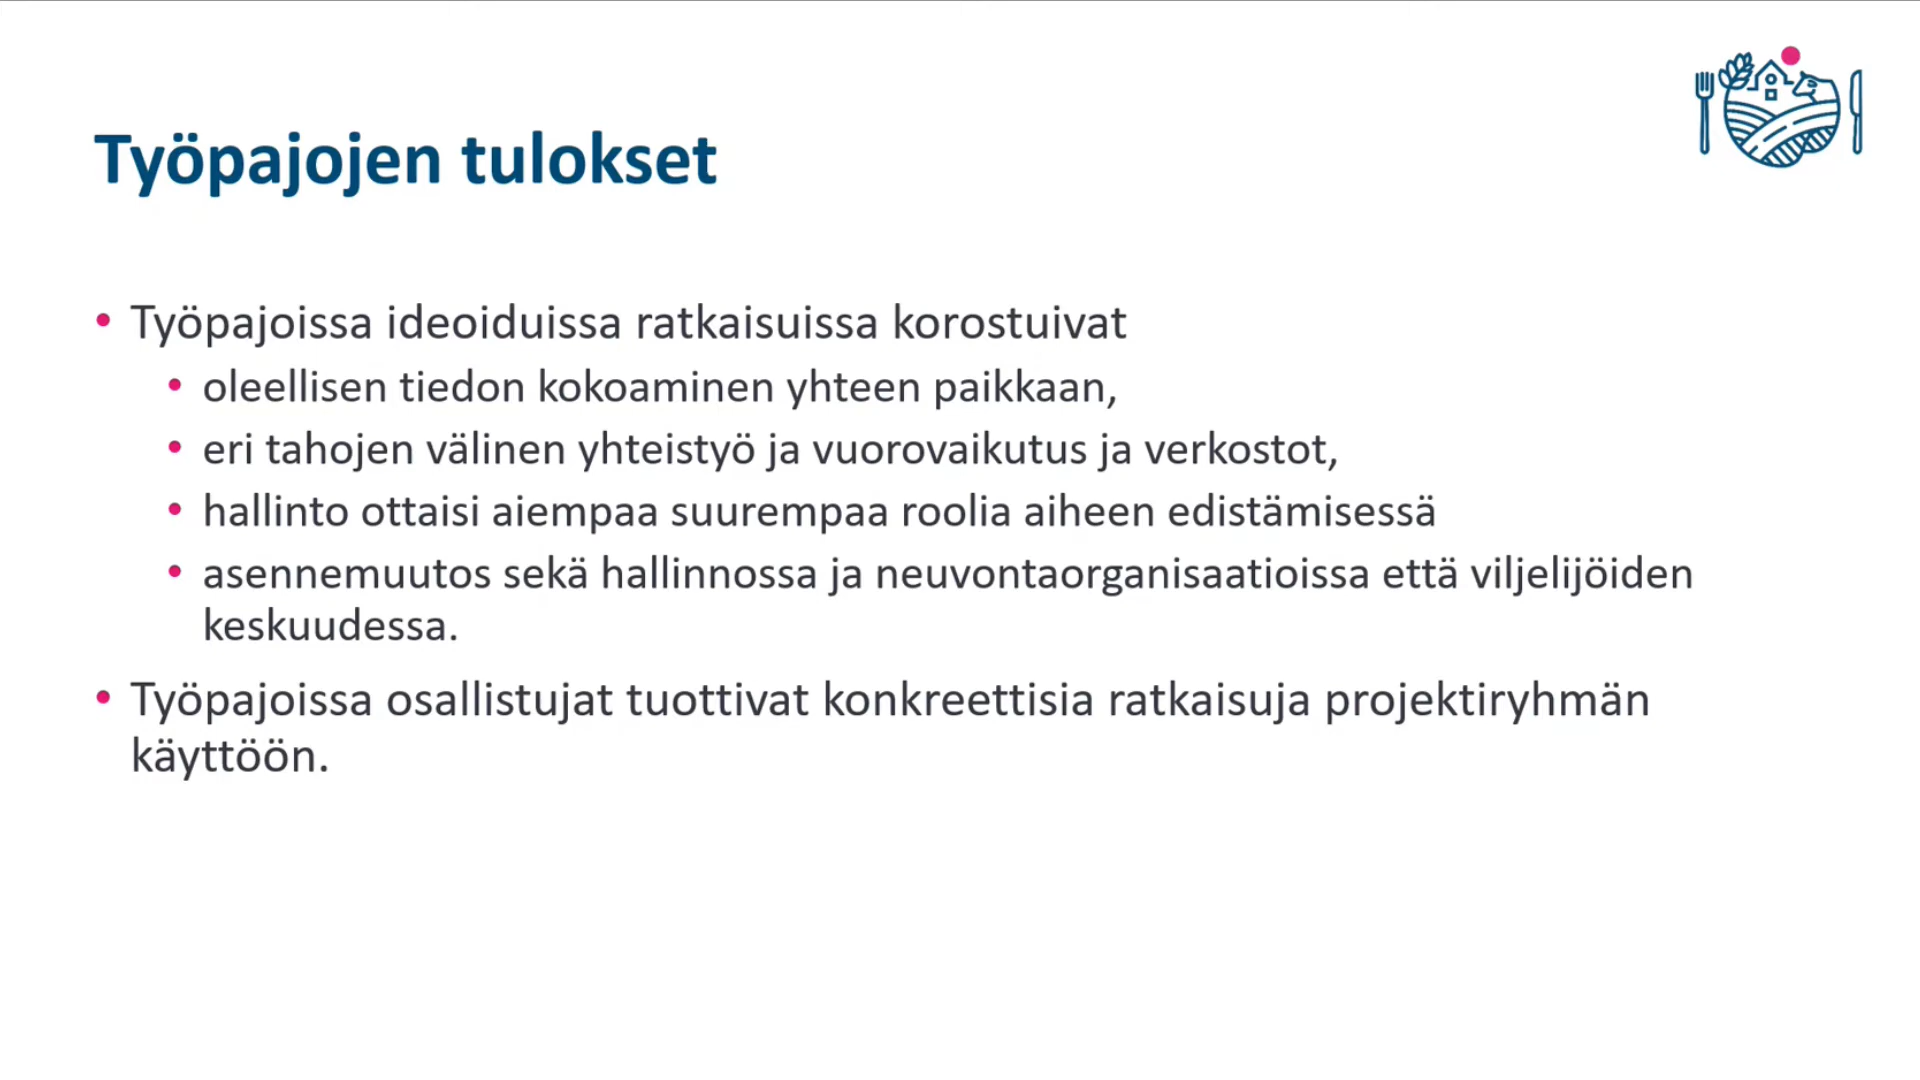 Työpajojen tulokset
• Työpajoissa ideoiduissa ratkaisuissa korostuivat
• oleellisen tiedon kokoaminen yhteen paikkaan,
• eri tahojen välinen yhteistyö ja vuorovaikutus ja verkostot,
• hallinto ottaisi aiempaa suurempaa roolia aiheen edistämisessä
• asennemuutos sekä hallinnossa ja neuvontaorganisaatioissa että viljelijöiden
keskuudessa.
• Työpajoissa osallistujat tuottivat konkreettisia ratkaisuja projektiryhmän
käyttöön.